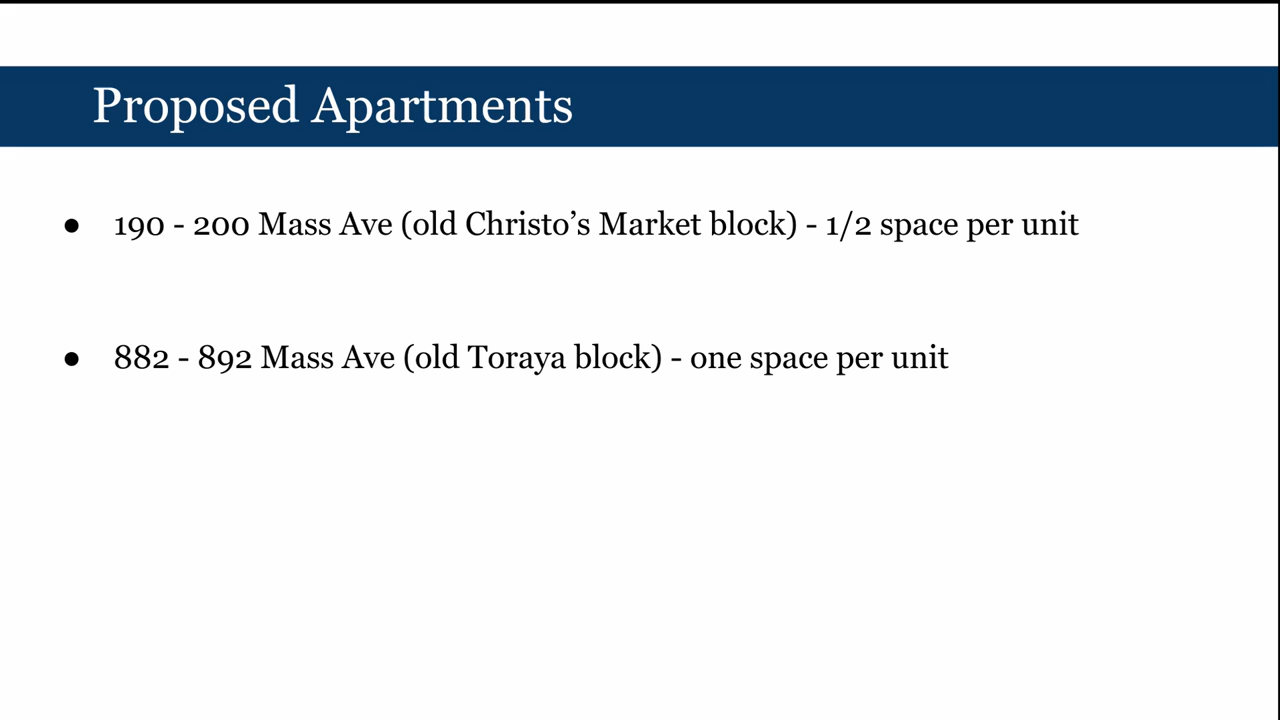 Proposed Apartments
● 190 - 200 Mass Ave (old Christo’s Market block) - 1/2 space per unit
● 882 - 892 Mass Ave (old Toraya block) - one space per unit